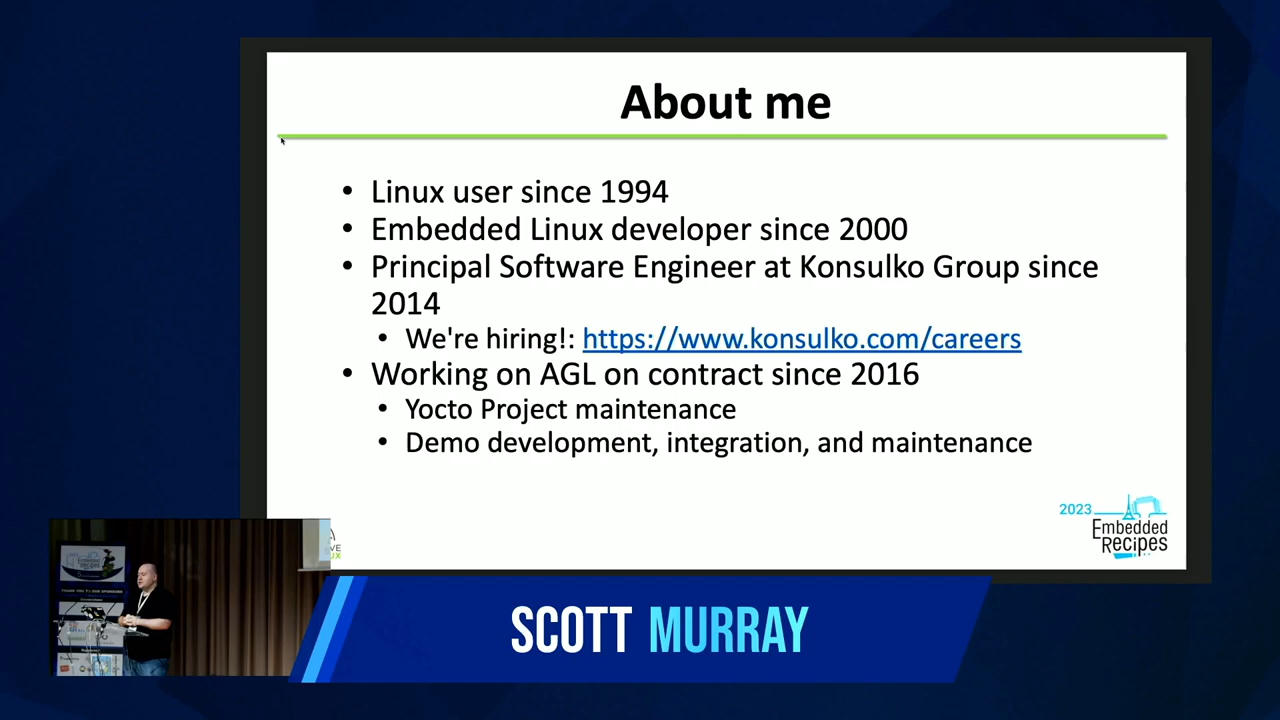 About me
• Linux user since 1994
• Embedded Linux developer since 2000
• Principal Software Engineer at Konsulko Group since
2014
• We're hiring!: https://www.konsulko.com/careers
• Working on AGL on contract since 2016
• Yocto Project maintenance
• Demo development, integration, and maintenance
2023
Embedded
Recipes
SCOTT MURRAY